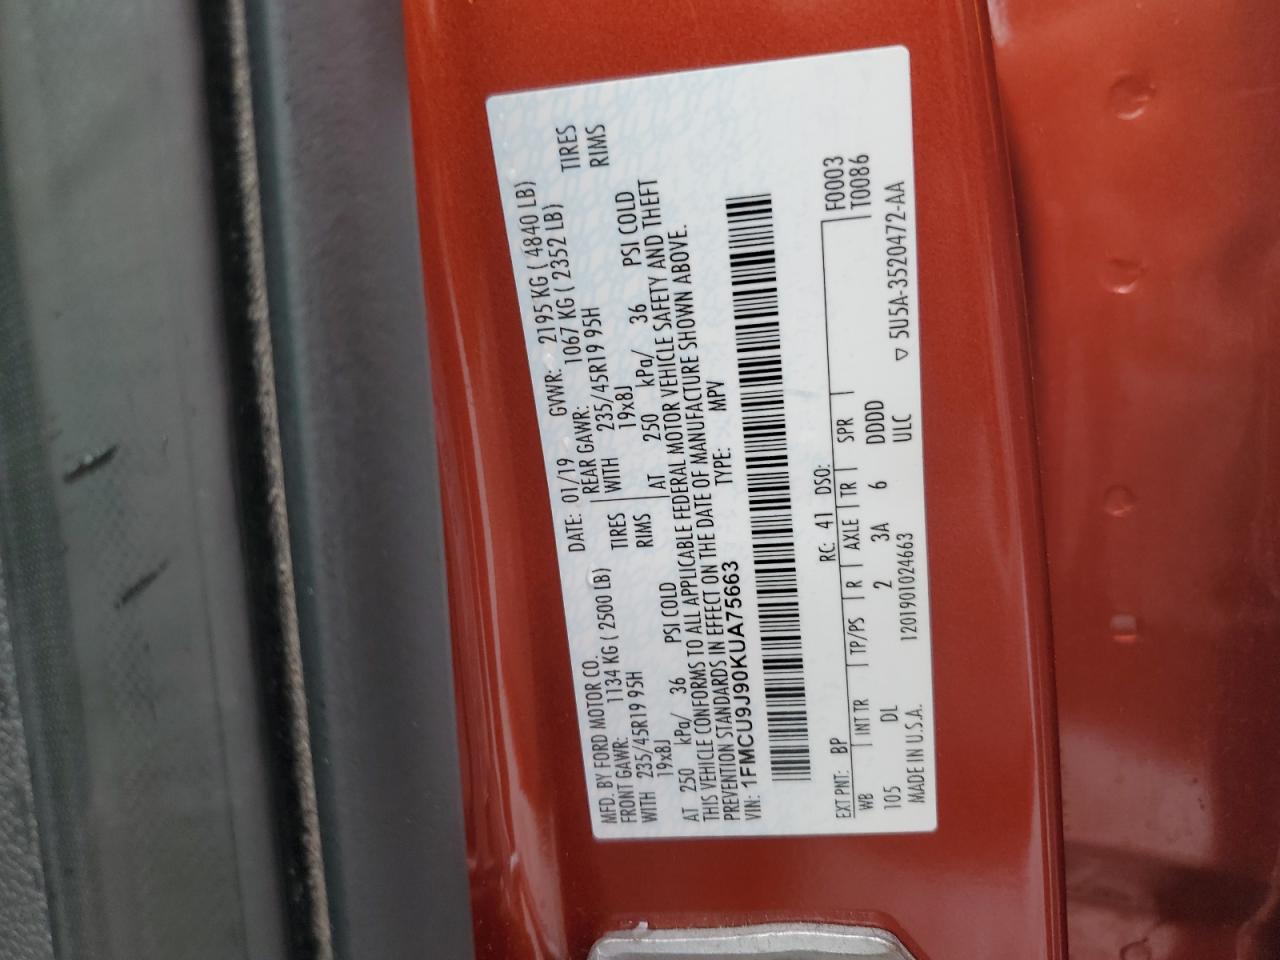 MFD. BY FORD MOTOR CO. DATE: 01/19 GVWR: 2195 KG ( 4840 LB)
FRONT GAWR: 1134 KG ( 2500 LB) REAR GAWR: 1067 KG ( 2352 LB)
WITH 235/45R19 95H TIRES WITH 235/45R19 95H TIRES
19x8J RIMS 19x8J RIMS
AT 250 kPa/ 36 PSI COLD AT 250 kPa/ 36 PSI COLD
THIS VEHICLE CONFORMS TO ALL APPLICABLE FEDERAL MOTOR VEHICLE SAFETY AND THEFT
PREVENTION STANDARDS IN EFFECT ON THE DATE OF MANUFACTURE SHOWN ABOVE.
VIN: 1FMCU9J90KUA75663 TYPE: MPV
F0003
T0086
EXT PNT: BP RC: 41 DSO:
WB INT TR TP/PS R AXLE TR SPR
105 DL 2 3A 6 DDDD
ULC
▽ 5U5A-3520472-AA
MADE IN U.S.A. 1201901024663